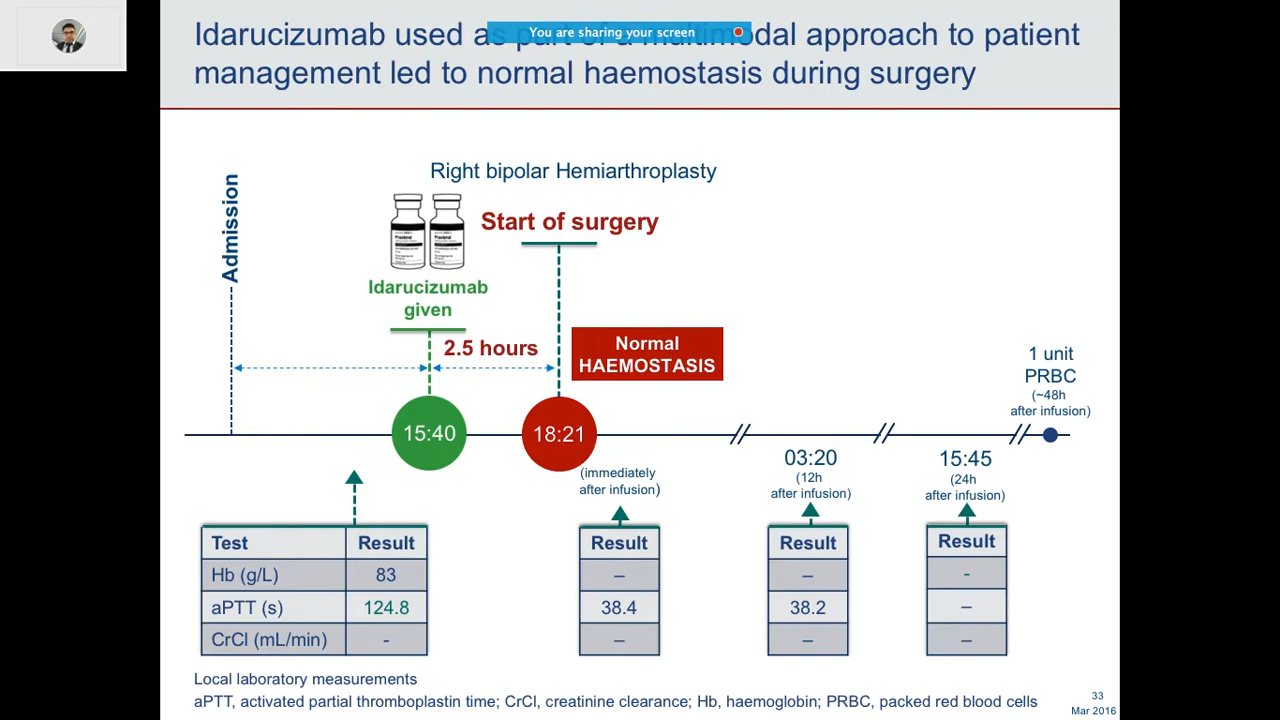 You are sharing your screen
Idarucizumab used as part of a multimodal approach to patient
management led to normal haemostasis during surgery
Right bipolar Hemiarthroplasty
Admission
Start of surgery
Idarucizumab
given
2.5 hours
Normal
HAEMOSTASIS
1 unit
PRBC
(~48h
after infusion)
15:40
18:21
(immediately
after infusion)
03:20
(12h
after infusion)
15:45
(24h
after infusion)
Test Result
Hb (g/L) 83
aPTT (s) 124.8
CrCl (mL/min) -
Result
–
38.4
–
Result
–
38.2
–
Result
-
–
–
Local laboratory measurements
aPTT, activated partial thromboplastin time; CrCl, creatinine clearance; Hb, haemoglobin; PRBC, packed red blood cells
33
Mar 2016